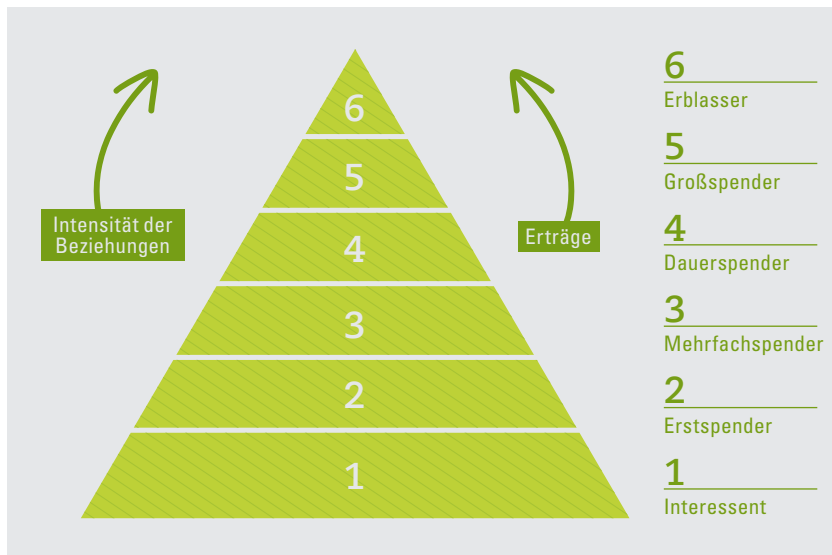 Intensität der
Beziehungen
Erträge
6
5
4
3
2
1
6
Erblasser
5
Großspender
4
Dauerspender
3
Mehrfachspender
2
Erstspender
1
Interessent